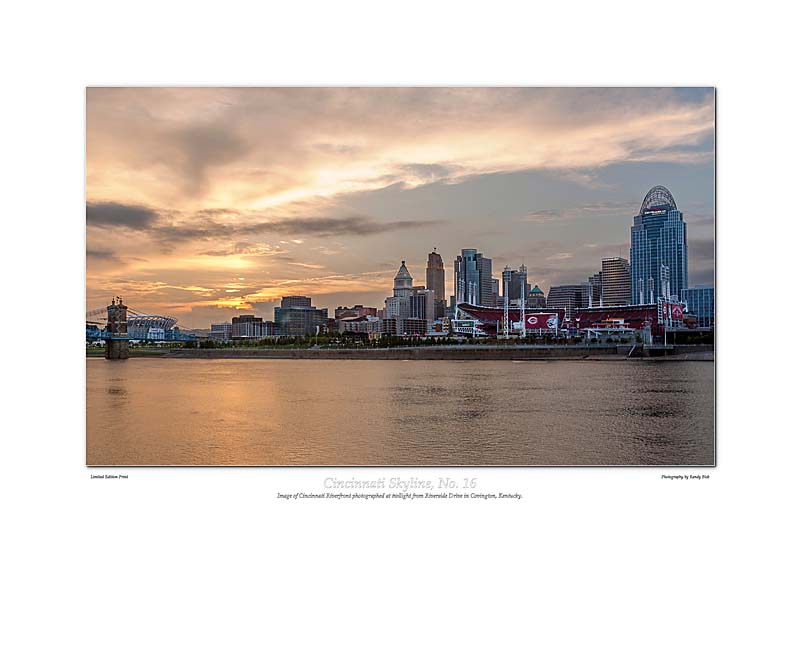 Limited Edition Print
Cincinnati Skyline, No. 16
Photography by Randy Dick
Image of Cincinnati Riverfront photographed at twilight from Riverside Drive in Covington, Kentucky.